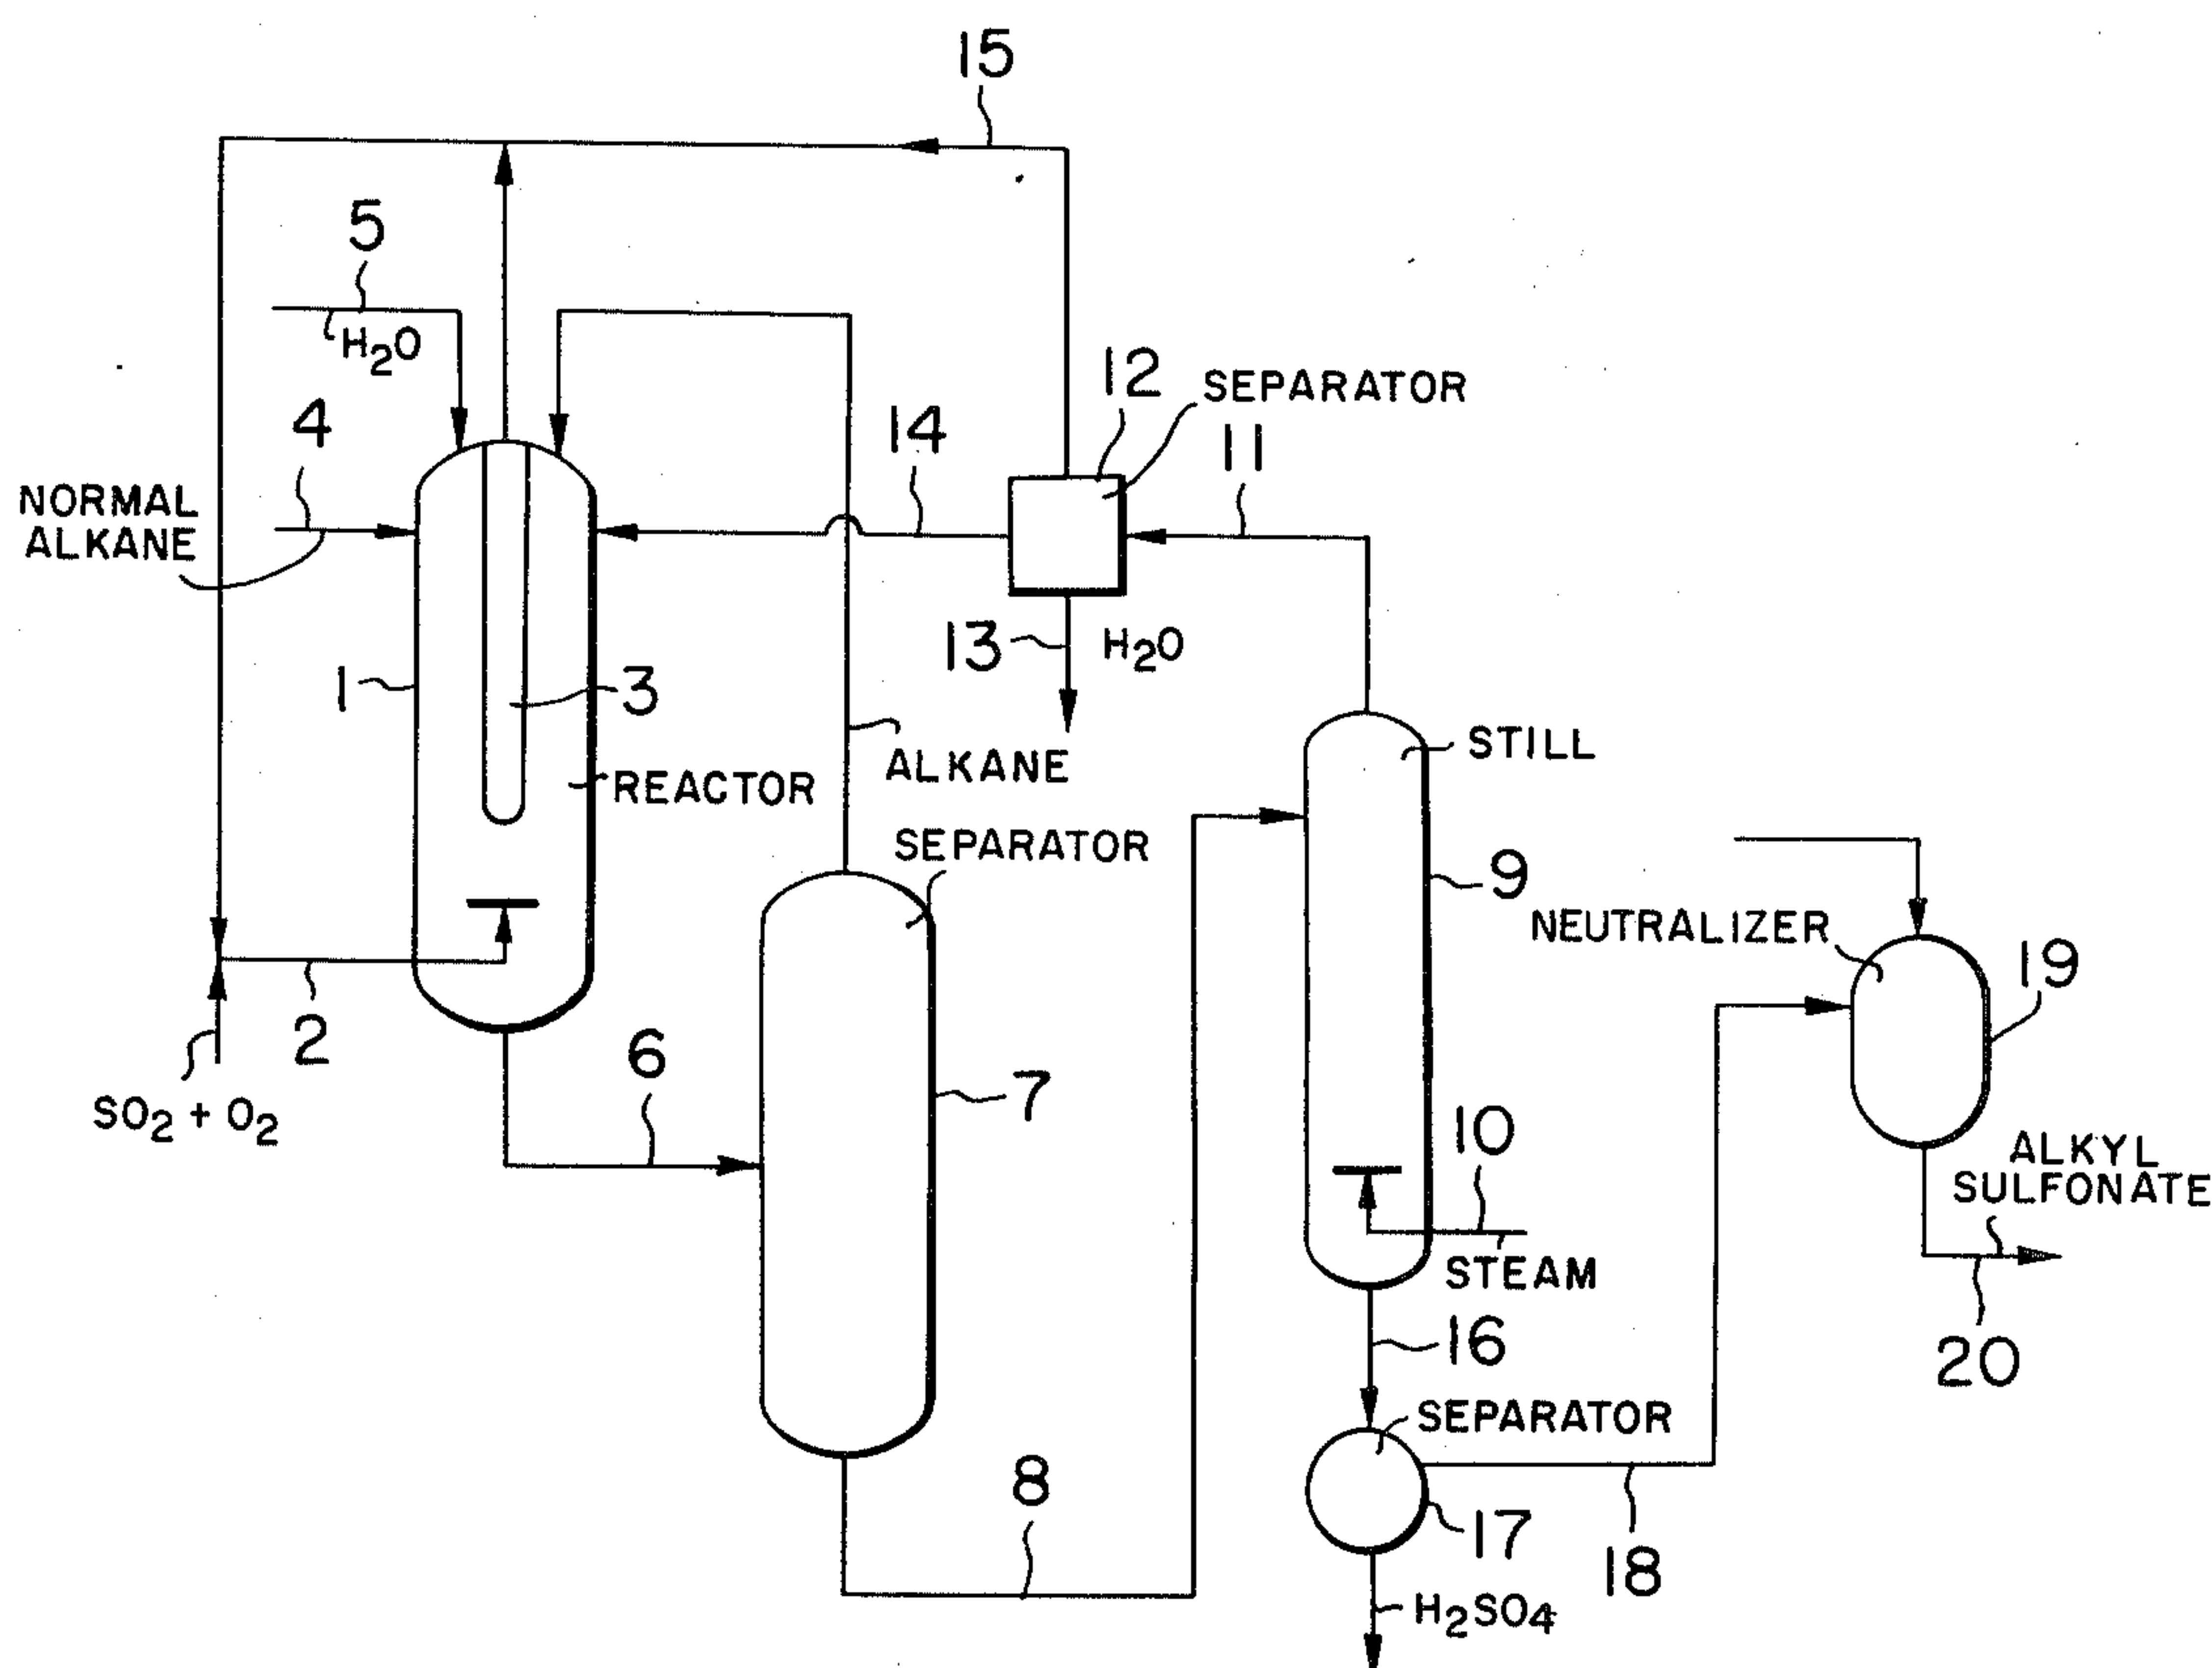 15
5
H2O
12
SEPARATOR
4
14
11
NORMAL
ALKANE
13
H2O
1
3
STILL
ALKANE
REACTOR
SEPARATOR
9
NEUTRALIZER
19
2
6
7
SO2 + O2
10
ALKYL
SULFONATE
STEAM
16
20
SEPARATOR
8
17
18
H2SO4